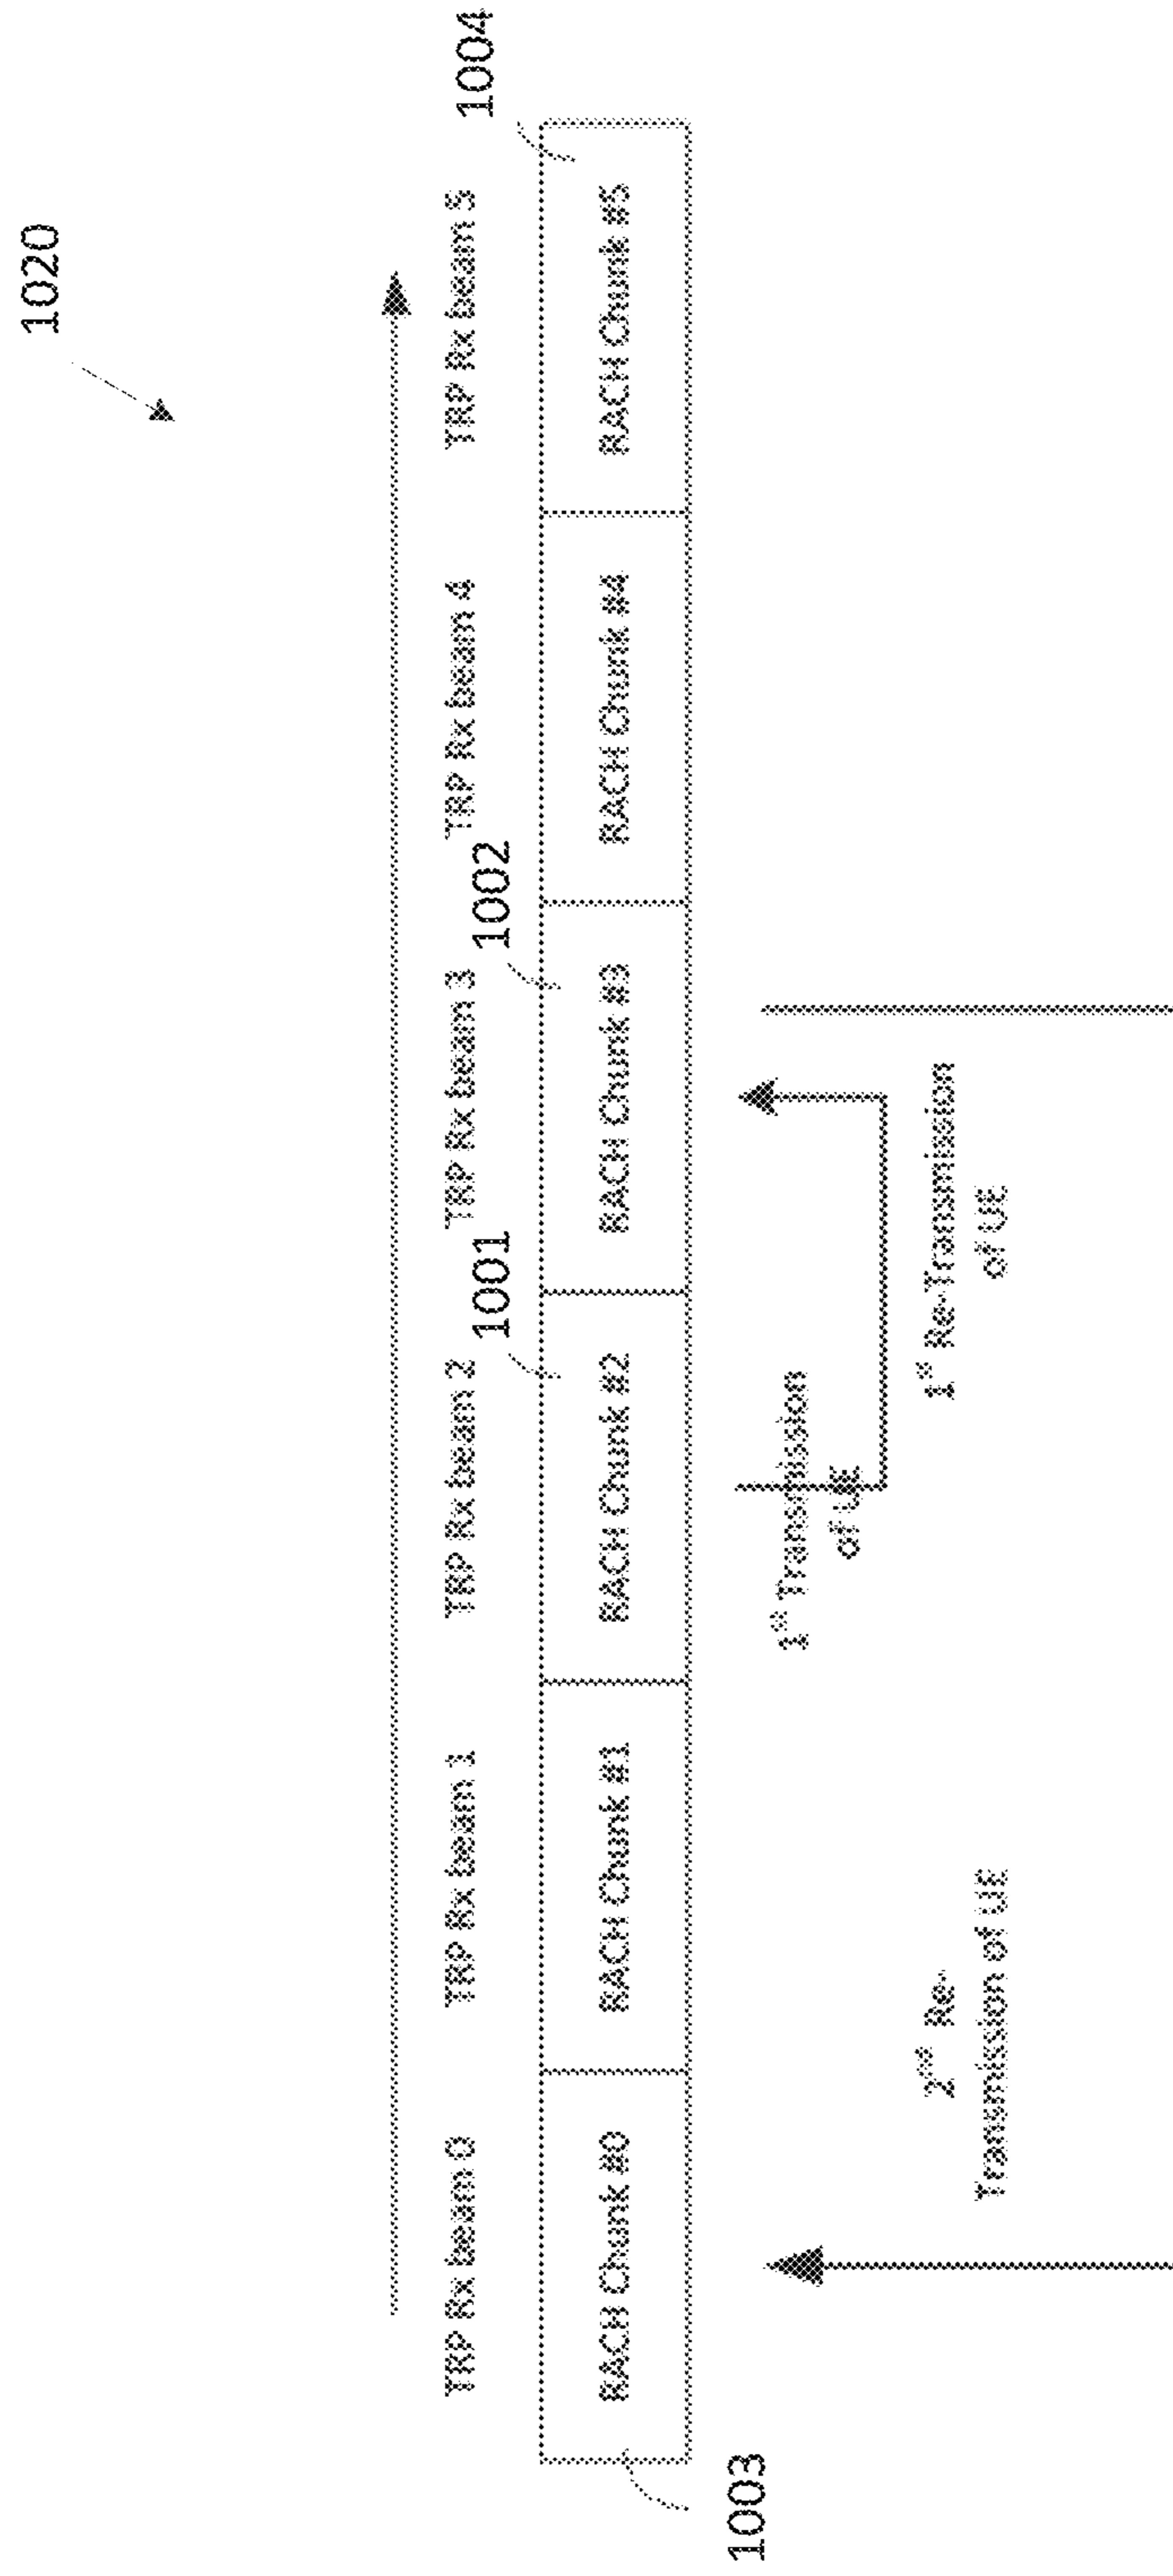 1020
TRP Rx beam 0
TRP Rx beam 1
TRP Rx beam 2
TRP Rx beam 3
TRP Rx beam 4
TRP Rx beam 5
1001
1002
1004
RACH Chunk #0
RACH Chunk #1
RACH Chunk #2
RACH Chunk #3
RACH Chunk #4
RACH Chunk #5
1003
1st Transmission
of UE
1st Re-Transmission
of UE
2nd Re-
Transmission of UE